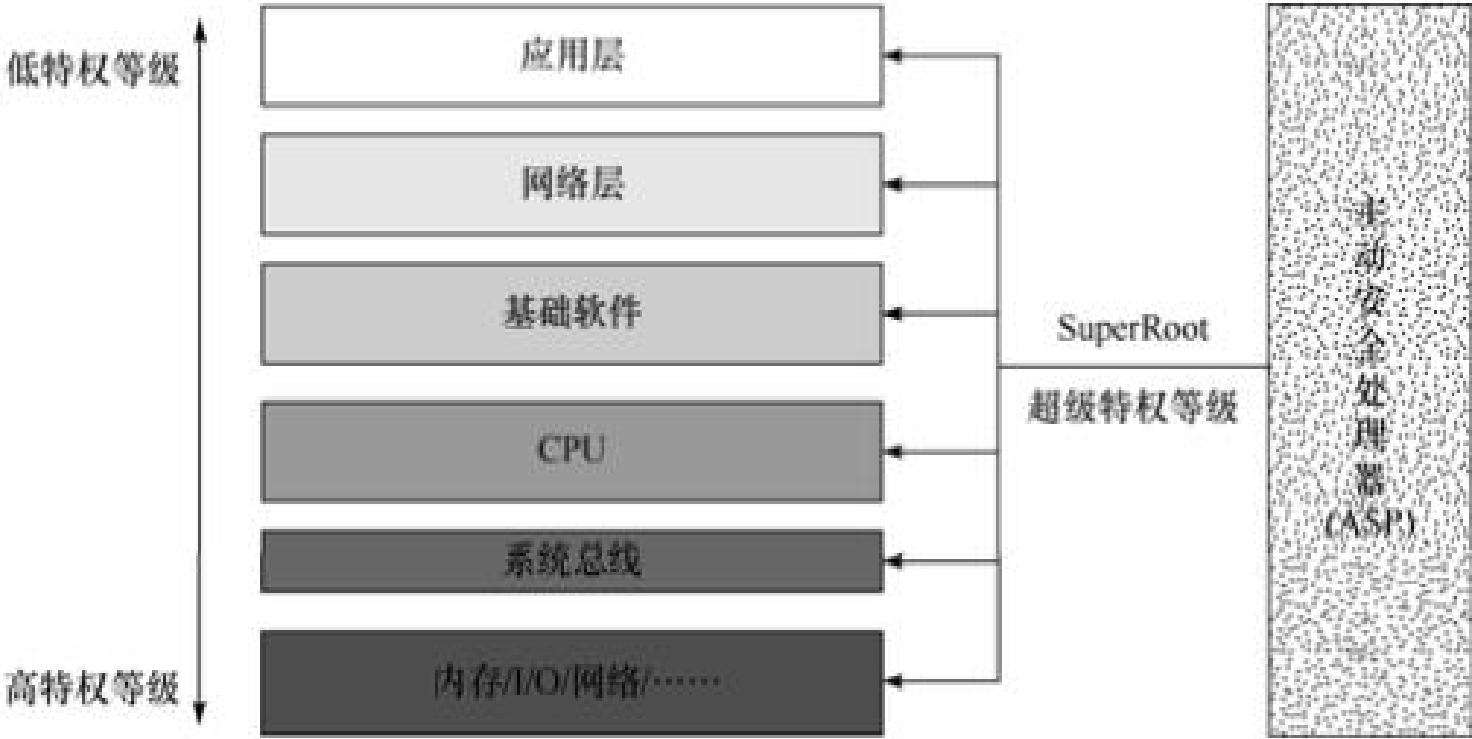 低特权等级
应用层
网络层
基础软件
CPU
系统总线
内存/I/O/网络/……
高特权等级
SuperRoot
超级特权等级
主动安全处理器
(ASP)